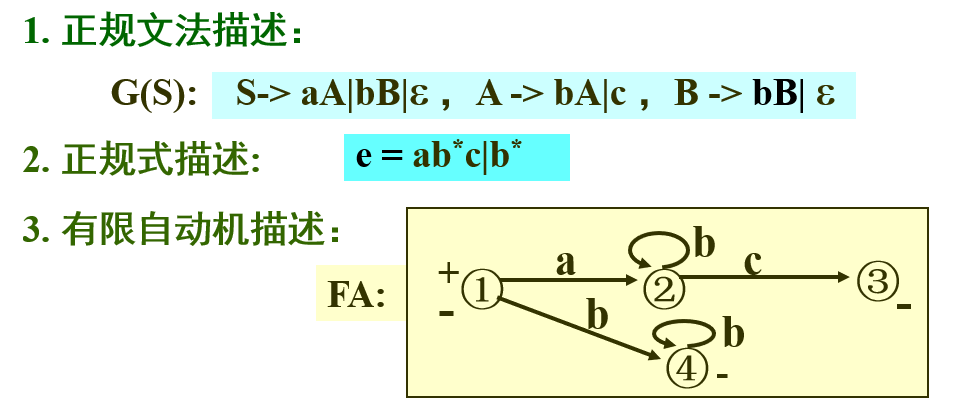 1. 正规文法描述：
G(S): S-> aA|bB|ε ， A -> bA|c ， B -> bB| ε
2. 正规式描述:
e = ab*c|b*
3. 有限自动机描述：
FA:
+ ① a ② b c ③ -
- b ④ b -